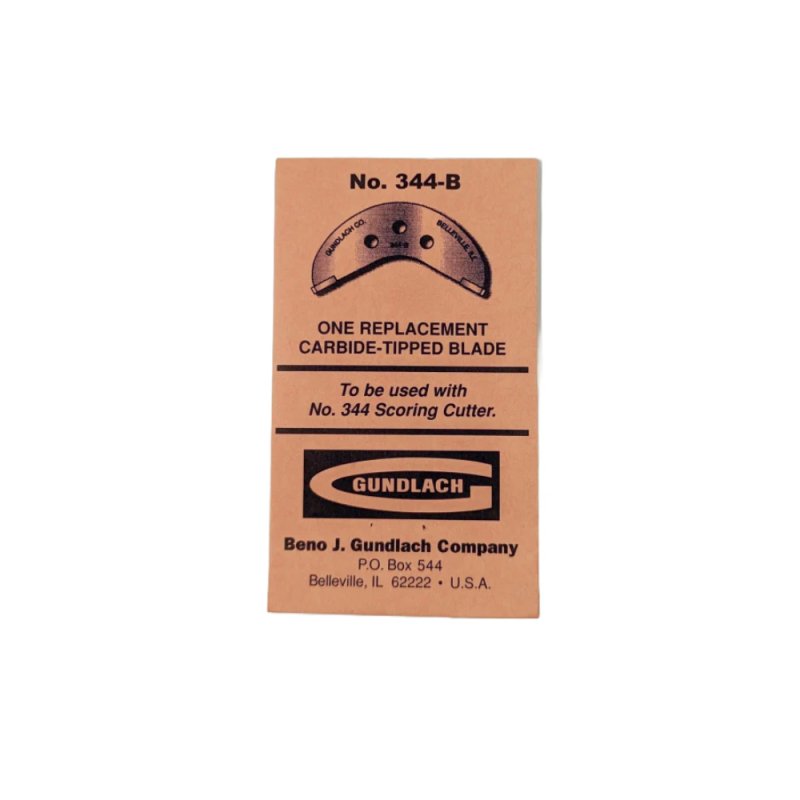 No. 344-B
GUNDLACH CO.
BELLEVILLE, ILL
344-B
ONE REPLACEMENT
CARBIDE-TIPPED BLADE
To be used with
No. 344 Scoring Cutter.
GUNDLACH
Beno J. Gundlach Company
P.O. Box 544
Belleville, IL 62222 • U.S.A.